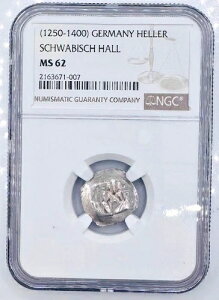 (1250-1400) GERMANY HELLER
SCHWABISCH HALL
MS 62
2163671-007
NUMISMATIC GUARANTY COMPANY
NGC